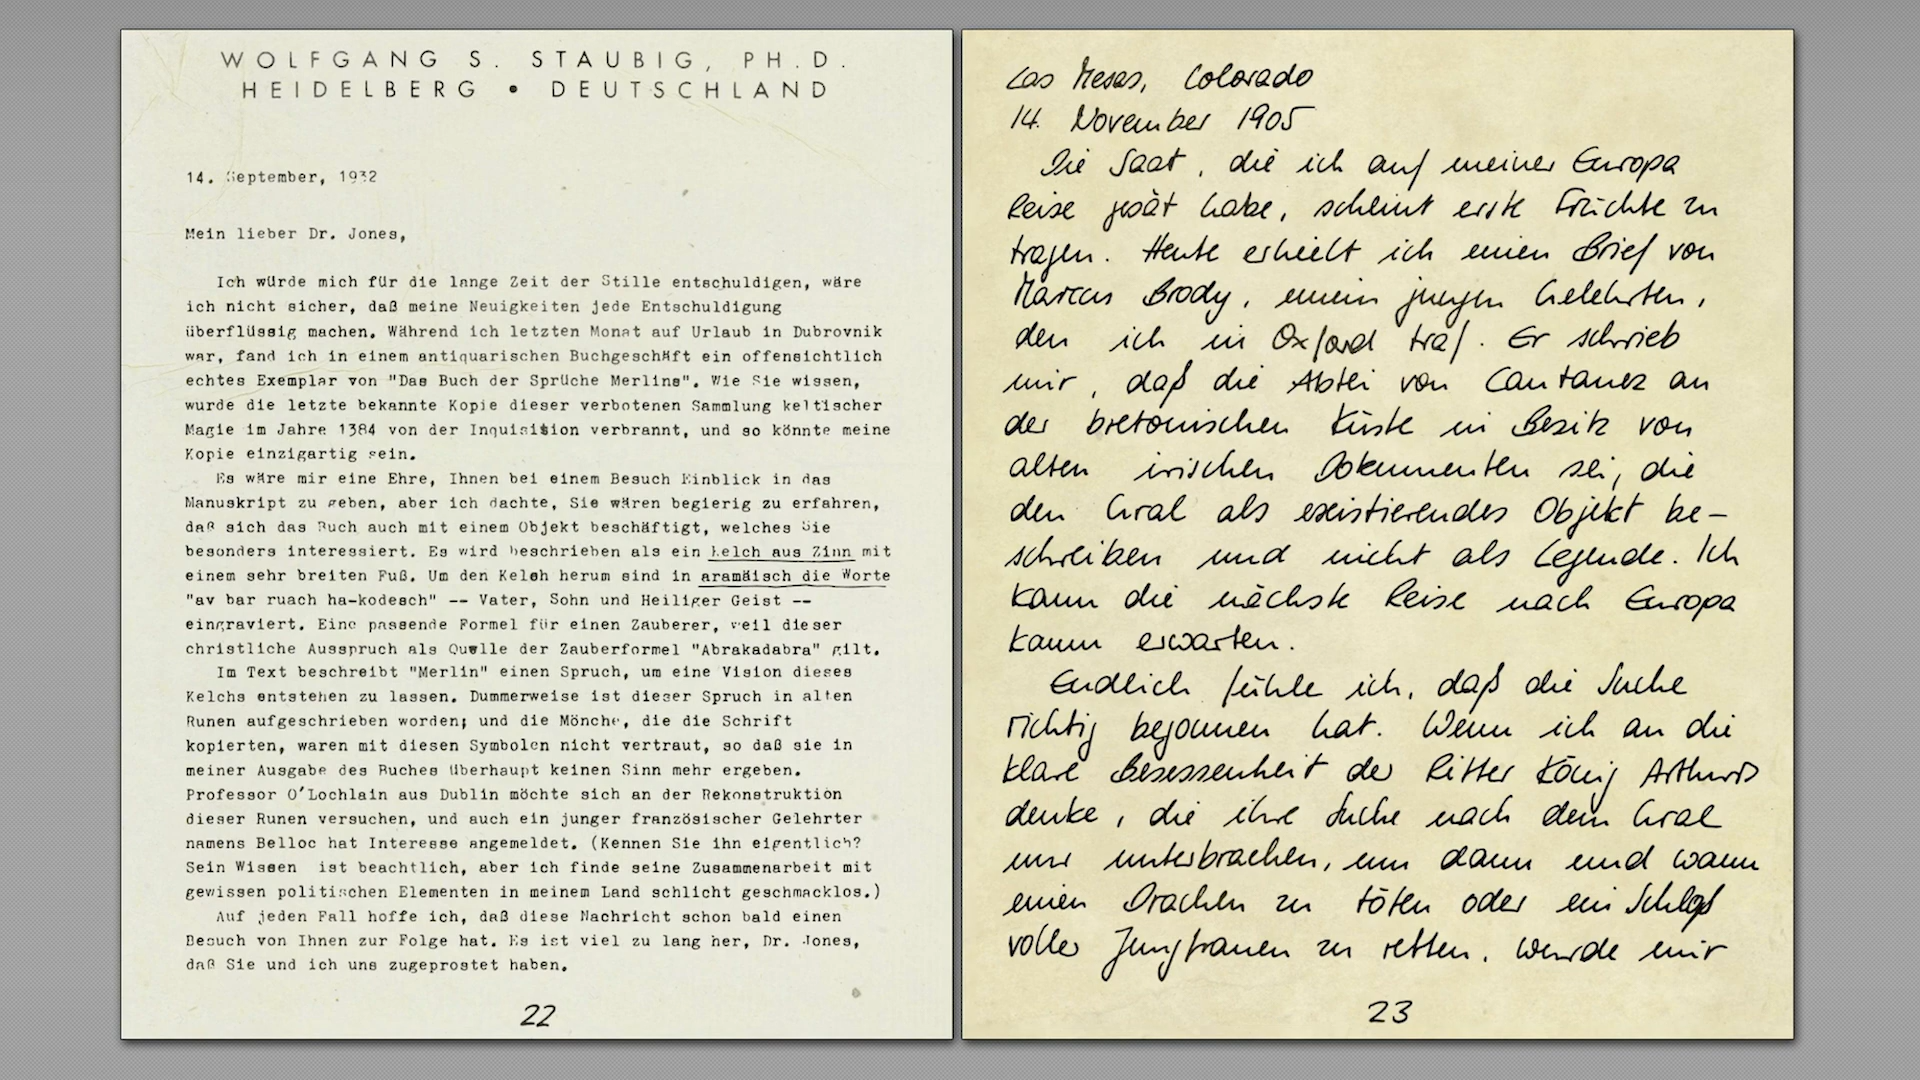 WOLFGANG S. STAUBIG, PH.D.
HEIDELBERG • DEUTSCHLAND
14. September, 1932
Mein lieber Dr. Jones,
Ich würde mich für die lange Zeit der Stille entschuldigen, wäre
ich nicht sicher, daß meine Neuigkeiten jede Entschuldigung
überflüssig machen. Während ich letzten Monat auf Urlaub in Dubrovnik
war, fand ich in einem antiquarischen Buchgeschäft ein offensichtlich
echtes Exemplar von "Das Buch der Sprüche Merlins". Wie Sie wissen,
wurde die letzte bekannte Kopie dieser verbotenen Sammlung keltischer
Magie im Jahre 1384 von der Inquisition verbrannt, und so könnte meine
Kopie einzigartig sein.
Es wäre mir eine Ehre, Ihnen bei einem Besuch Einblick in das
Manuskript zu geben, aber ich dachte, Sie wären begierig zu erfahren,
daß sich das Buch auch mit einem Objekt beschäftigt, welches Sie
besonders interessiert. Es wird beschrieben als ein Kelch aus Zinn mit
einem sehr breiten Fuß. Um den Kelch herum sind in aramäisch die Worte
"av bar ruach ha-kodesch" -- Vater, Sohn und Heiliger Geist --
eingraviert. Eine passende Formel für einen Zauberer, weil dieser
christliche Ausspruch als Quelle der Zauberformel "Abrakadabra" gilt.
Im Text beschreibt "Merlin" einen Spruch, um eine Vision dieses
Kelchs entstehen zu lassen. Dummerweise ist dieser Spruch in alten
Runen aufgeschrieben worden; und die Mönche, die die Schrift
kopierten, waren mit diesen Symbolen nicht vertraut, so daß sie in
meiner Ausgabe des Buches überhaupt keinen Sinn mehr ergeben.
Professor O'Lochlain aus Dublin möchte sich an der Rekonstruktion
dieser Runen versuchen, und auch ein junger französischer Gelehrter
namens Belloc hat Interesse angemeldet. (Kennen Sie ihn eigentlich?
Sein Wissen ist beachtlich, aber ich finde seine Zusammenarbeit mit
gewissen politischen Elementen in meinem Land schlicht geschmacklos.)
Auf jeden Fall hoffe ich, daß diese Nachricht schon bald einen
Besuch von Ihnen zur Folge hat. Es ist viel zu lang her, Dr. Jones,
daß Sie und ich uns zugeprostet haben.
22
Las Mesas, Colorado
14. November 1905
Die Saat, die ich auf meiner Europa
Reise gesät habe, scheint erste Früchte zu
tragen. Heute erhielt ich einen Brief von
Marcus Brody, einem jungen Gelehrten,
den ich in Oxford traf. Er schrieb
mir, daß die Abtei von Cantanez an
der bretonischen Küste in Besitz von
alten irischen Dokumenten sei, die
den Gral als existierendes Objekt be-
schreiben und nicht als Legende. Ich
kann die nächste Reise nach Europa
kaum erwarten.
Endlich fühle ich, daß die Suche
richtig begonnen hat. Wenn ich an die
klare Besessenheit der Ritter König Arthurs
denke, die ihre Suche nach dem Gral
nur unterbrachen, um dann und wann
einen Drachen zu töten oder ein Schloß
voller Jungfrauen zu retten, wurde mir
23